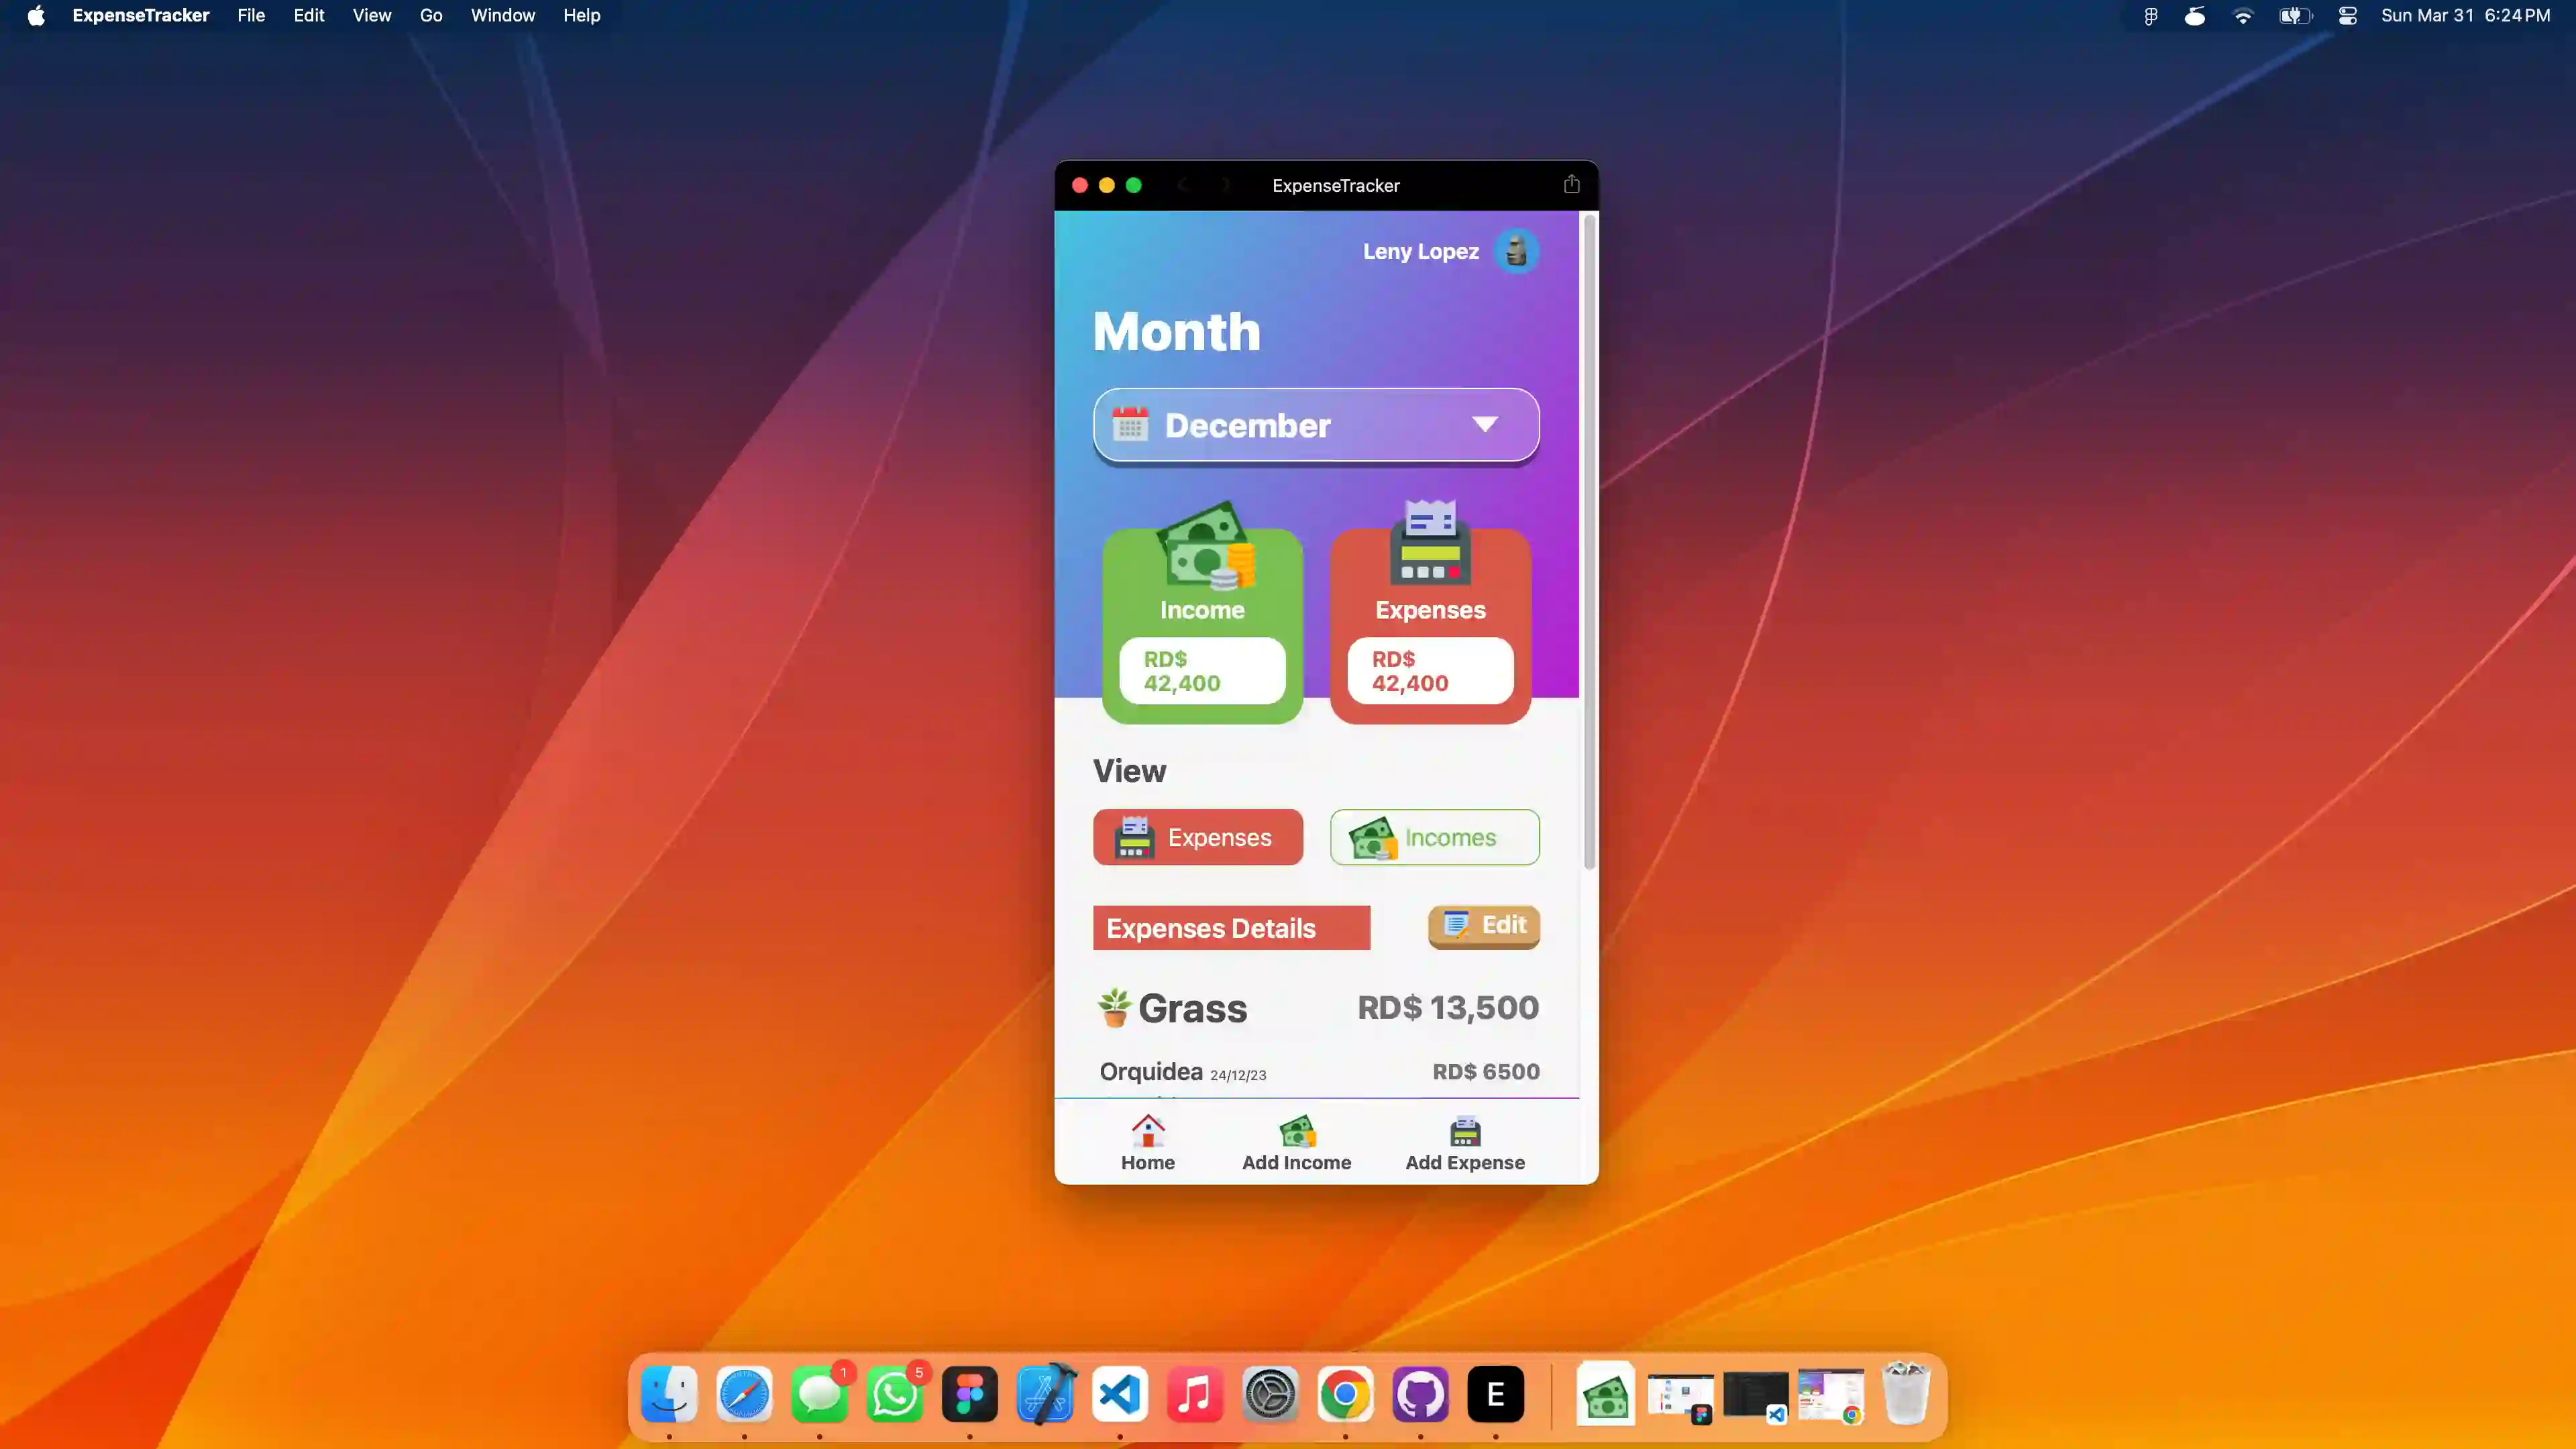 ExpenseTracker File Edit View Go Window Help Sun Mar 31 6:24 PM
ExpenseTracker
Leny Lopez
Month
December
Income
RD$
42,400
Expenses
RD$
42,400
View
Expenses
Incomes
Expenses Details
Edit
Grass RD$ 13,500
Orquidea 24/12/23 RD$ 6500
Home
Add Income
Add Expense
1
5
E